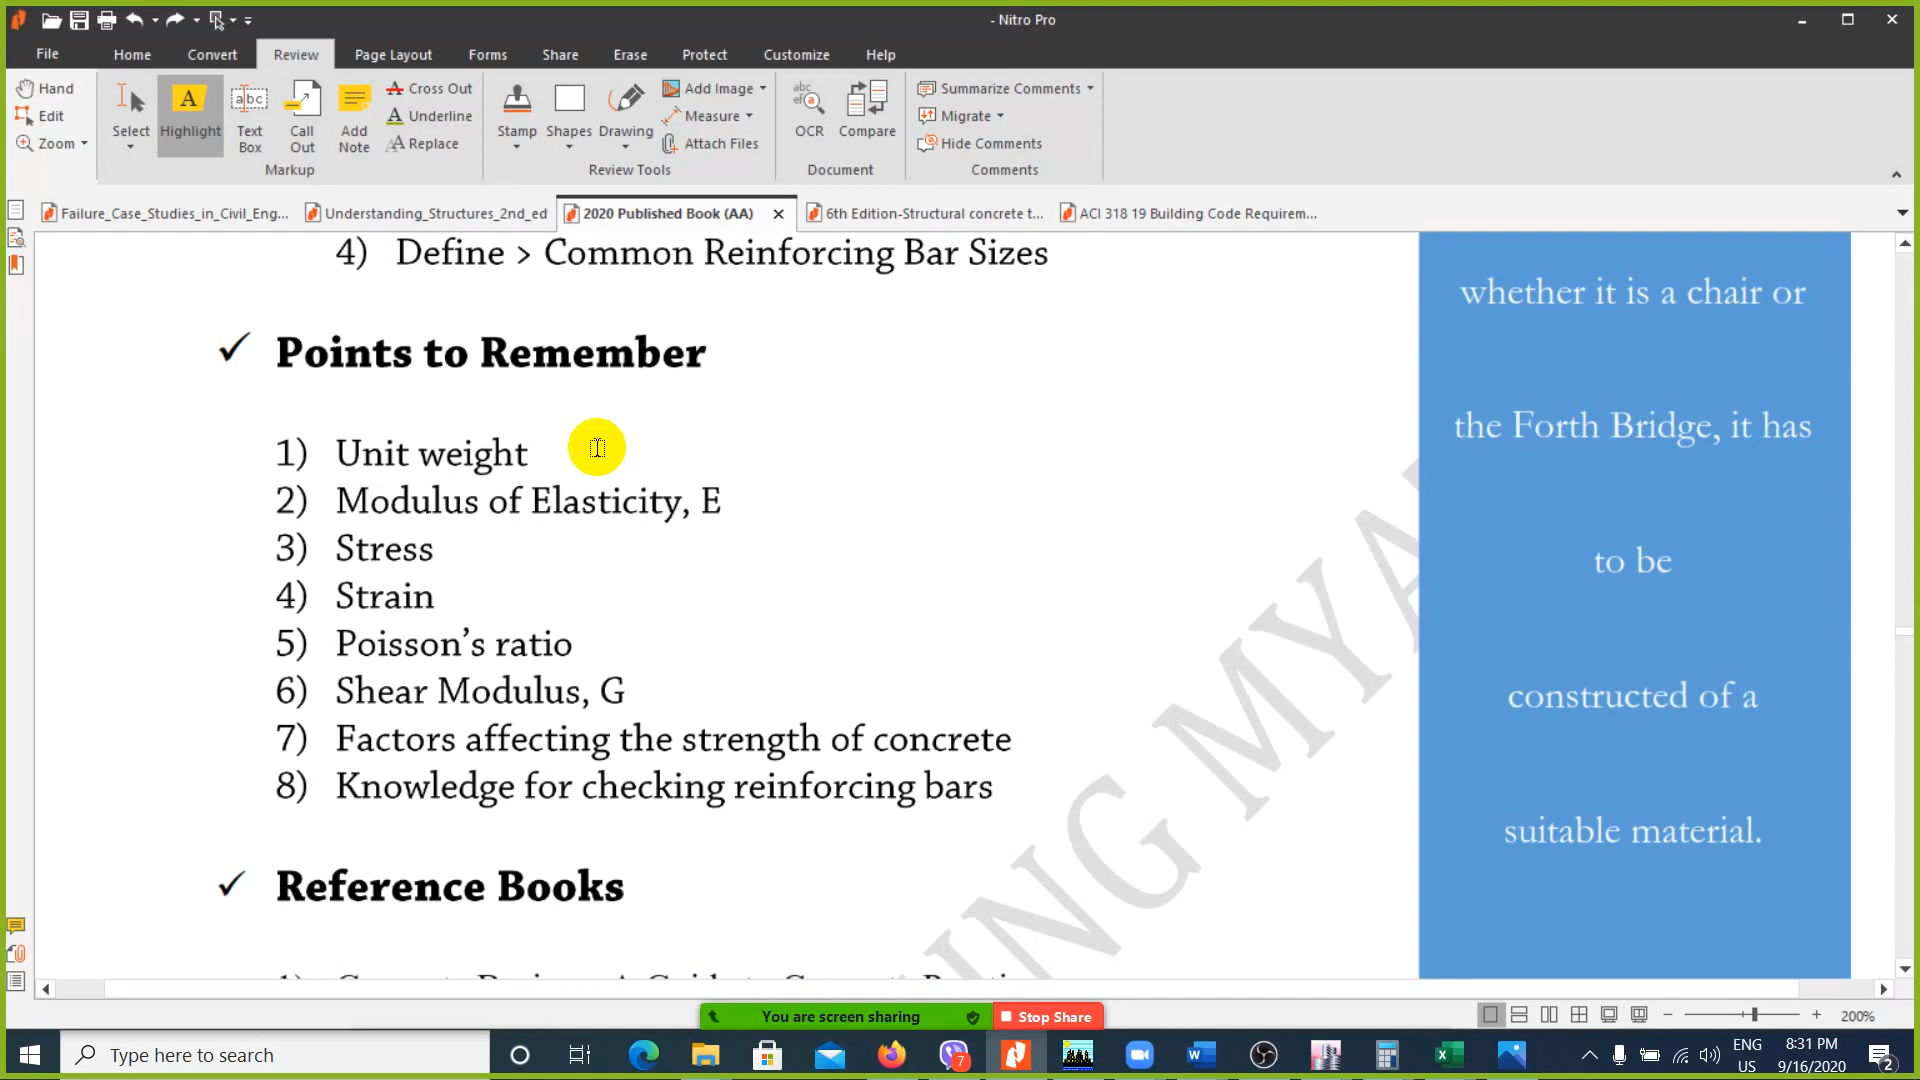 - Nitro Pro
File
Home
Convert
Review
Page Layout
Forms
Share
Erase
Protect
Customize
Help
Hand
Edit
Zoom
Select
Highlight
Text Box
Call Out
Add Note
Cross Out
Underline
Replace
Markup
Stamp
Shapes
Drawing
Add Image
Measure
Attach Files
Review Tools
OCR
Compare
Document
Summarize Comments
Migrate
Hide Comments
Comments
Failure_Case_Studies_in_Civil_Eng...
Understanding_Structures_2nd_ed
2020 Published Book (AA)
6th Edition-Structural concrete t...
ACI 318 19 Building Code Requirem...
4) Define > Common Reinforcing Bar Sizes
✓ Points to Remember
1) Unit weight
2) Modulus of Elasticity, E
3) Stress
4) Strain
5) Poisson's ratio
6) Shear Modulus, G
7) Factors affecting the strength of concrete
8) Knowledge for checking reinforcing bars
✓ Reference Books
whether it is a chair or
the Forth Bridge, it has
to be
constructed of a
suitable material.
ING MYA
You are screen sharing
Stop Share
200%
Type here to search
7
ENG
US
8:31 PM
9/16/2020
2